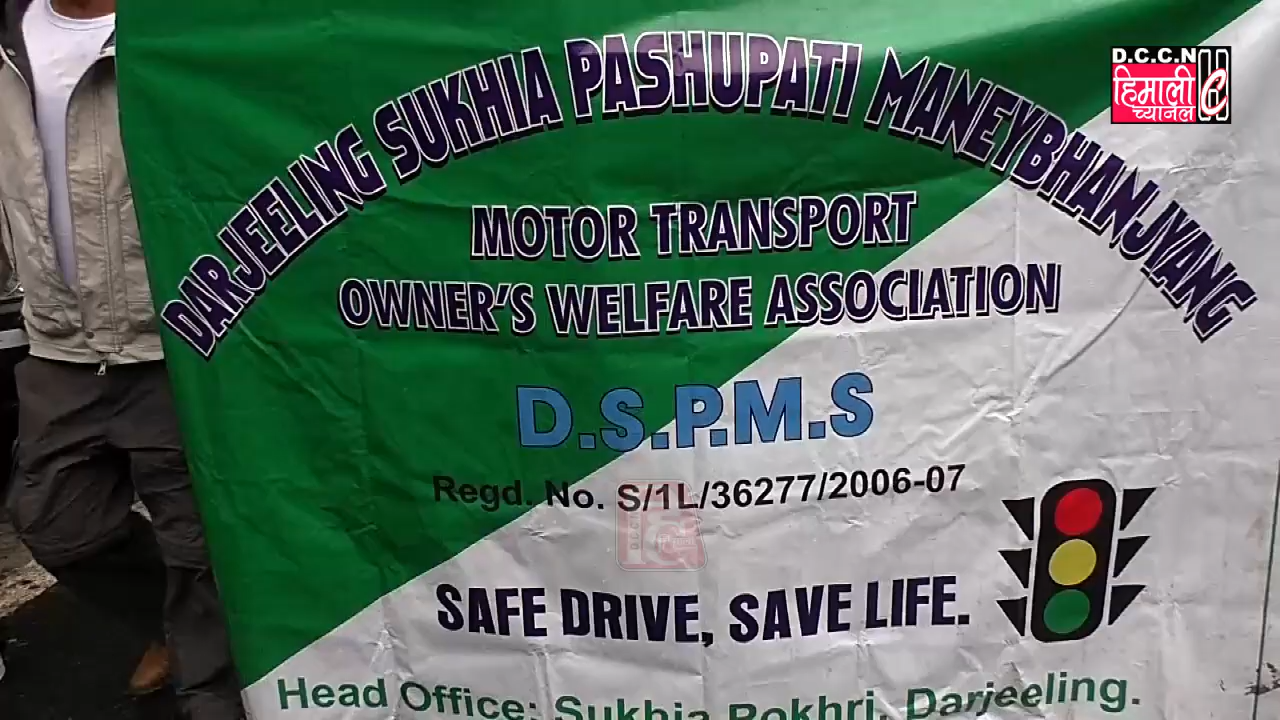 D.C.C.N
हिमाली
च्यानल
DARJEELING SUKHIA PASHUPATI MANEYBHANJYANG
MOTOR TRANSPORT
OWNER'S WELFARE ASSOCIATION
D.S.P.M.S
Regd. No. S/1L/36277/2006-07
SAFE DRIVE, SAVE LIFE.
Head Office: Sukhia Pokhri, Darjeeling.